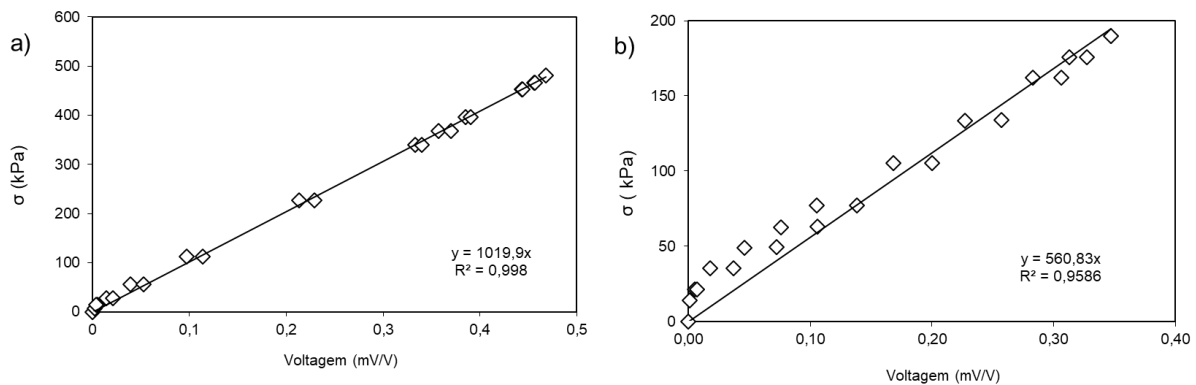 a)
600
500
400
300
200
100
0
σ (kPa)
0
0,1
0,2
0,3
0,4
0,5
Voltagem (mV/V)
y = 1019,9x
R² = 0,998
b)
200
150
100
50
0
σ ( kPa)
0,00
0,10
0,20
0,30
0,40
Voltagem (mV/V)
y = 560,83x
R² = 0,9586